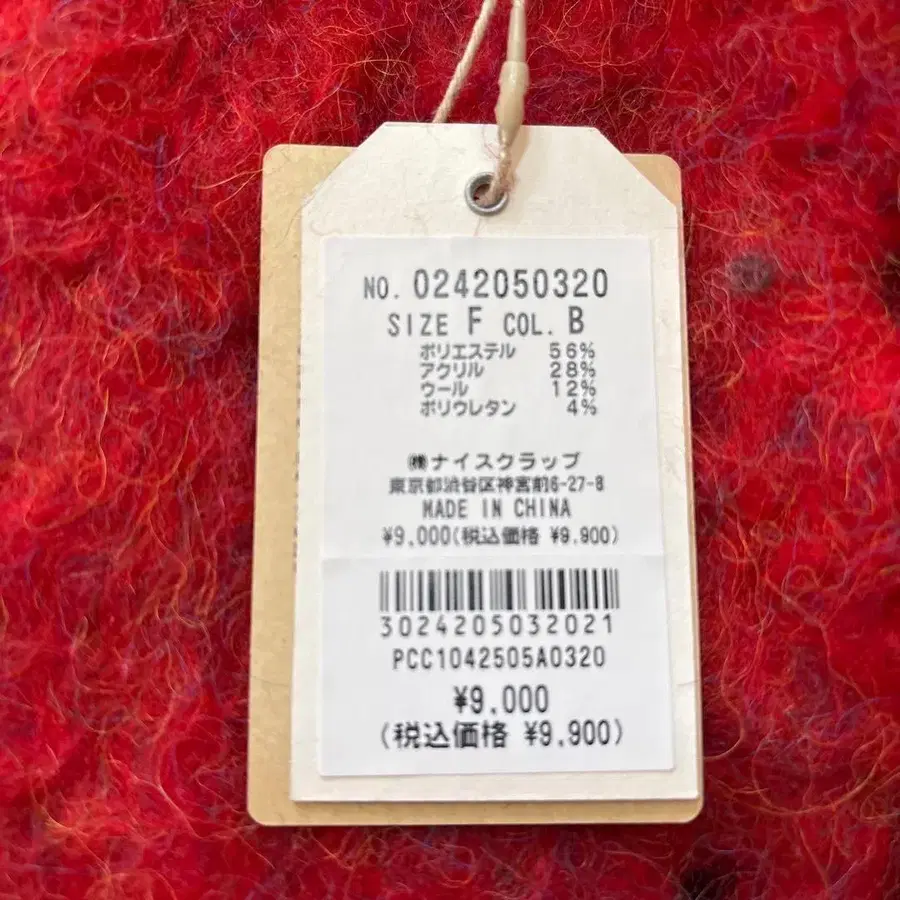 NO. 0242050320
SIZE F COL. B
ポリエステル 56%
アクリル 28%
ウール 12%
ポリウレタン 4%
㈱ナイスクラップ
東京都渋谷区神宮前6-27-8
MADE IN CHINA
¥9,000(税込価格 ¥9,900)
3024205032021
PCC1042505A0320
¥9,000
(税込価格 ¥9,900)